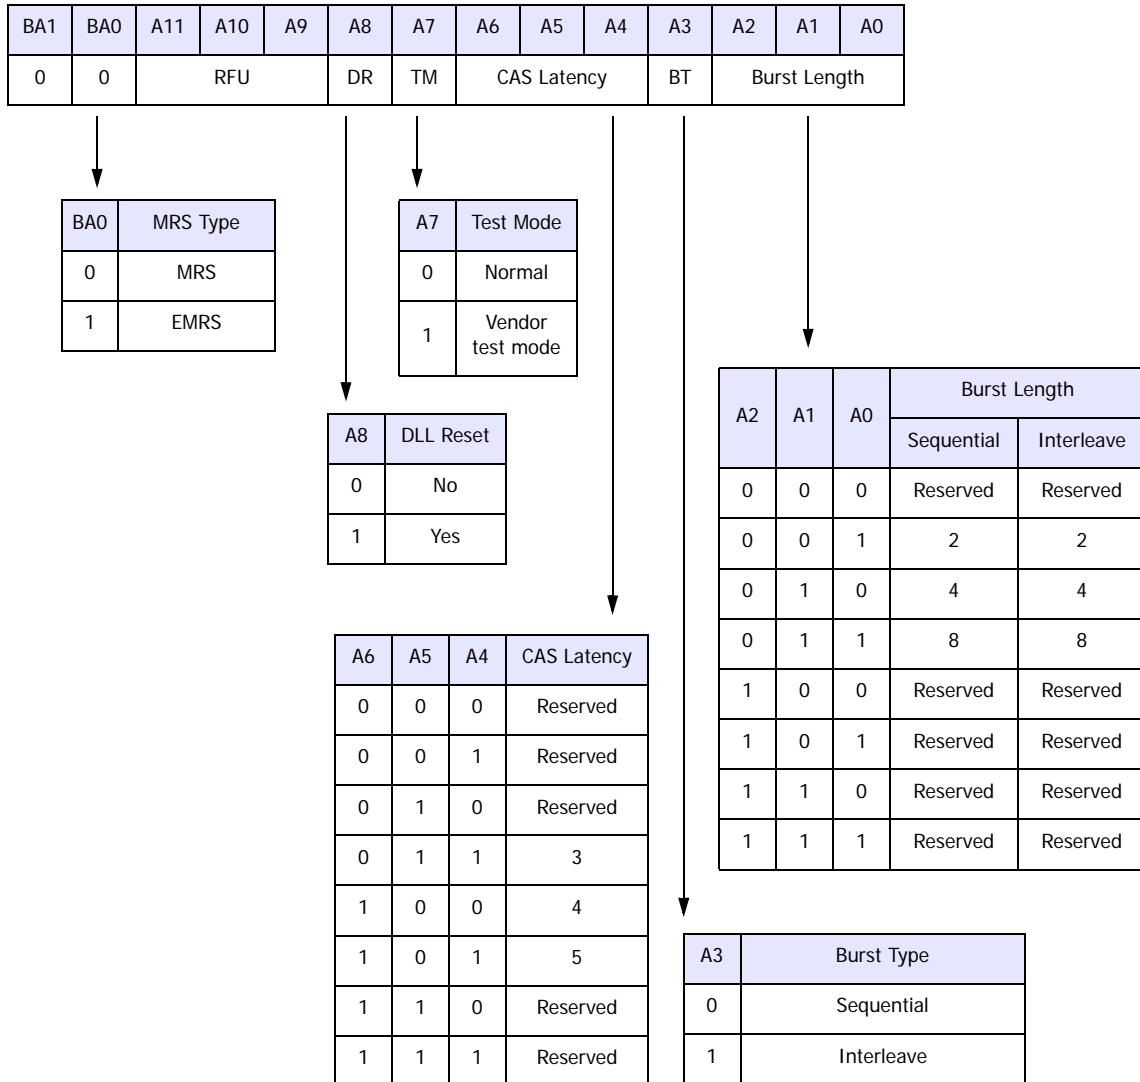 BA1 BA0 A11 A10 A9 A8 A7 A6 A5 A4 A3 A2 A1 A0
0 0 RFU DR TM CAS Latency BT Burst Length
BA0 MRS Type
0 MRS
1 EMRS
A7 Test Mode
0 Normal
1 Vendor
test mode
A8 DLL Reset
0 No
1 Yes
A2 A1 A0 Burst Length
Sequential Interleave
0 0 0 Reserved Reserved
0 0 1 2 2
0 1 0 4 4
0 1 1 8 8
1 0 0 Reserved Reserved
1 0 1 Reserved Reserved
1 1 0 Reserved Reserved
1 1 1 Reserved Reserved
A6 A5 A4 CAS Latency
0 0 0 Reserved
0 0 1 Reserved
0 1 0 Reserved
0 1 1 3
1 0 0 4
1 0 1 5
1 1 0 Reserved
1 1 1 Reserved
A3 Burst Type
0 Sequential
1 Interleave